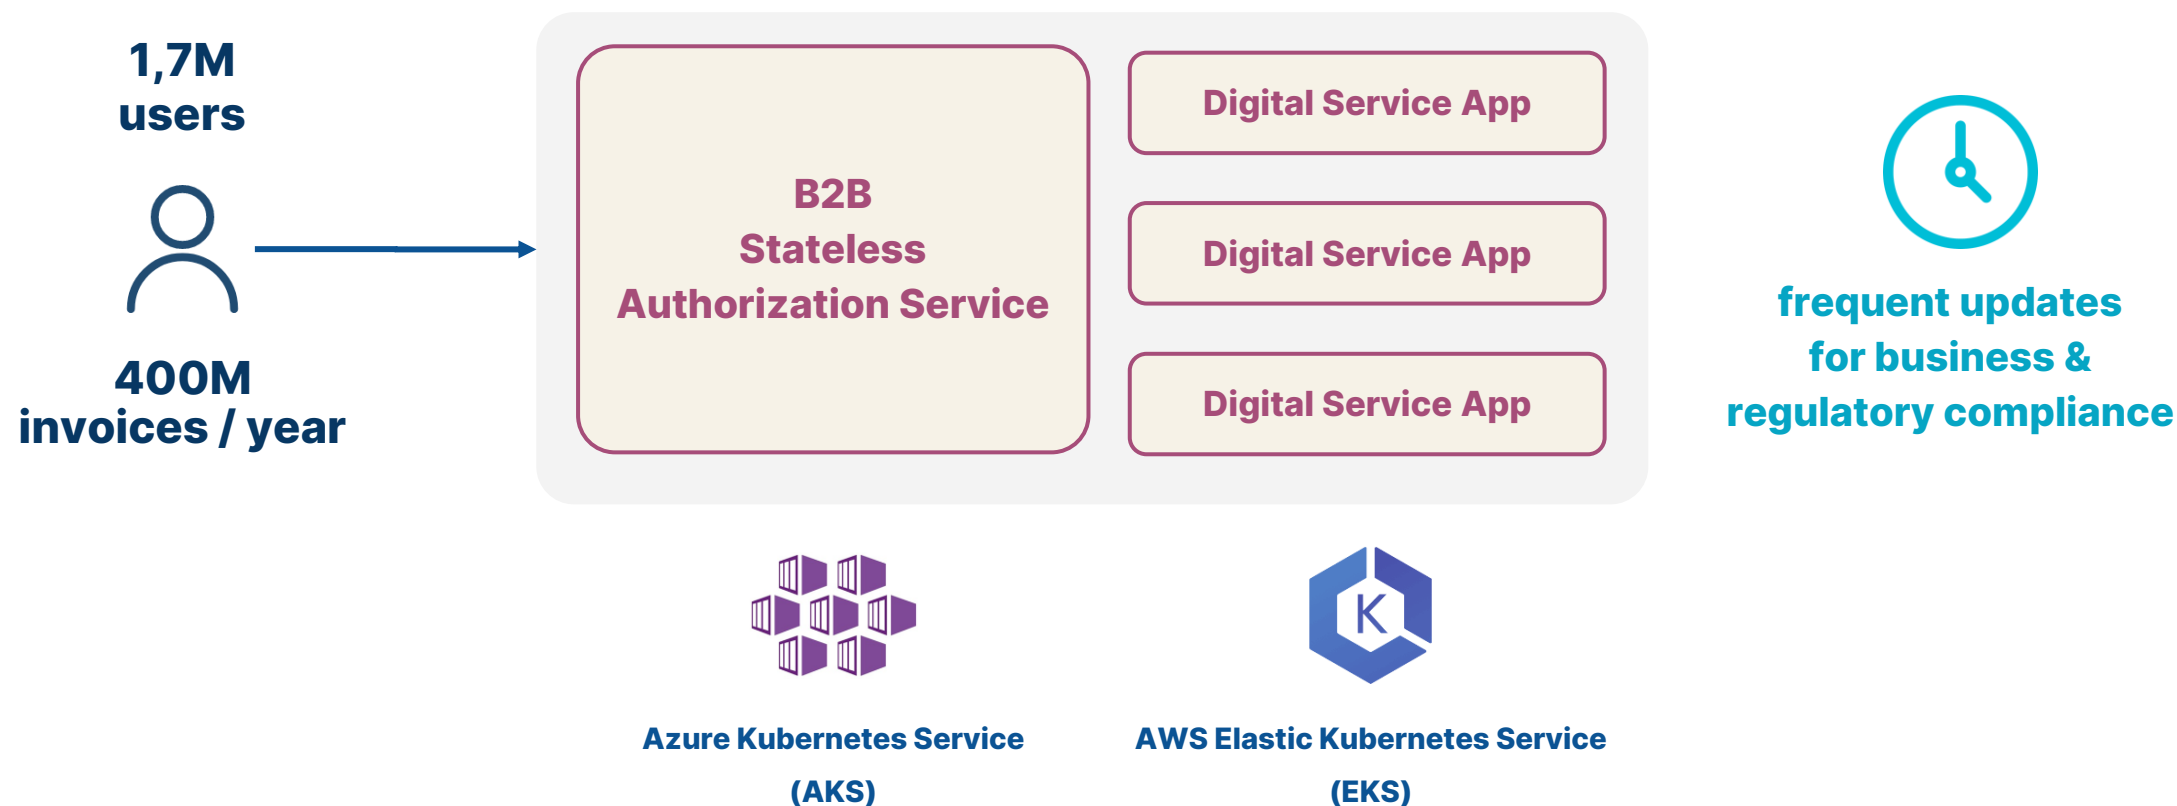 1,7M
users
400M
invoices / year
B2B
Stateless
Authorization Service
Digital Service App
Digital Service App
Digital Service App
frequent updates
for business &
regulatory compliance
K
Azure Kubernetes Service
(AKS)
AWS Elastic Kubernetes Service
(EKS)